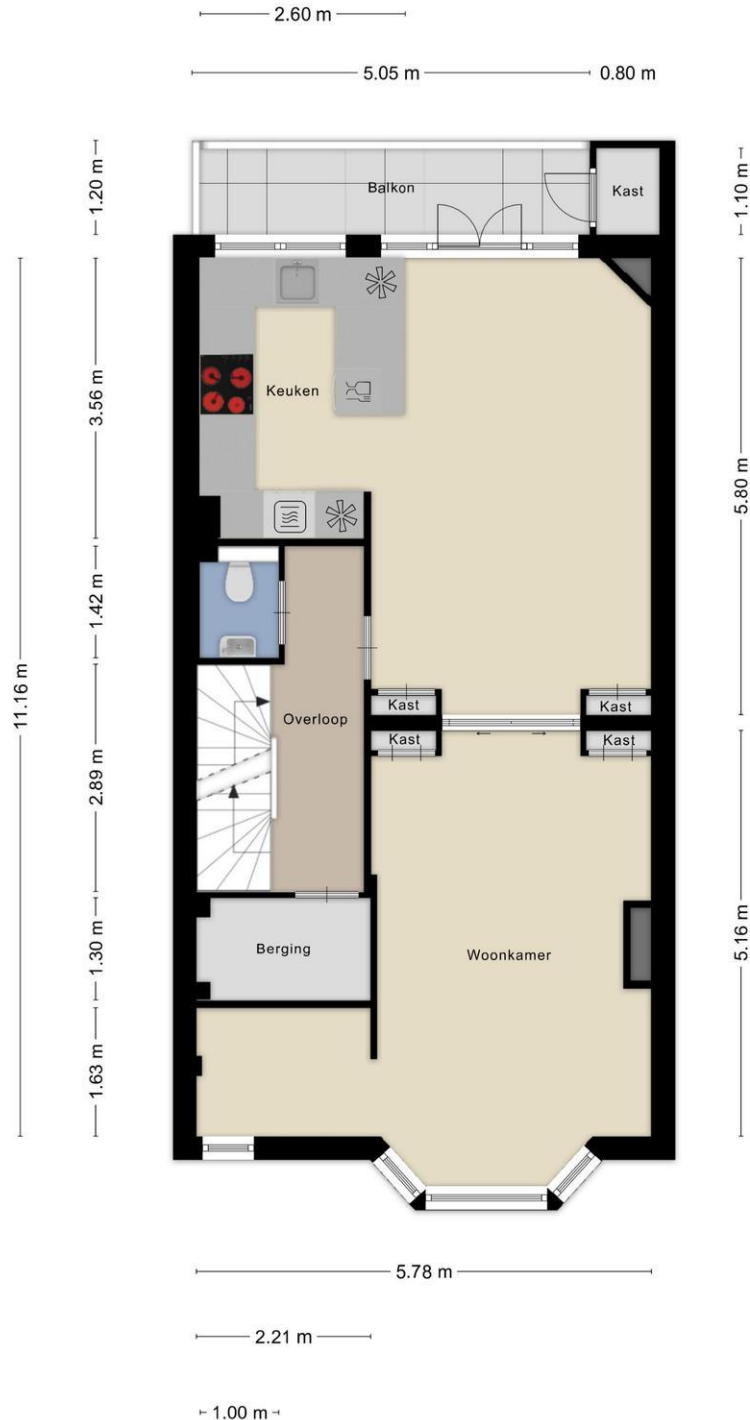 2.60 m
5.05 m
0.80 m
1.20 m
1.10 m
Balkon
Kast
3.56 m
Keuken
5.80 m
1.42 m
11.16 m
Kast
Kast
Overloop
Kast
Kast
2.89 m
1.30 m
Berging
Woonkamer
5.16 m
1.63 m
5.78 m
2.21 m
1.00 m